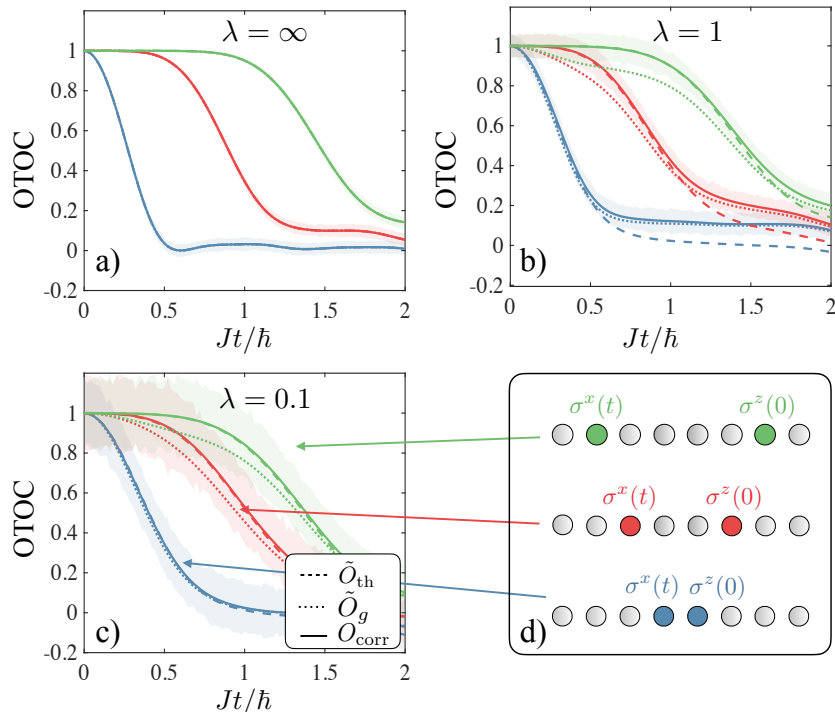 λ = ∞
OTOC
1
0.8
0.6
0.4
0.2
0
-0.2
a)
0
0.5
1
1.5
2
Jt/ħ
λ = 1
OTOC
1
0.8
0.6
0.4
0.2
0
-0.2
b)
0
0.5
1
1.5
2
Jt/ħ
λ = 0.1
OTOC
1
0.8
0.6
0.4
0.2
0
-0.2
c)
Õ_th
Õ_g
O_corr
0
0.5
1
1.5
2
Jt/ħ
σ^x(t) σ^z(0)
σ^x(t) σ^z(0)
σ^x(t) σ^z(0)
d)